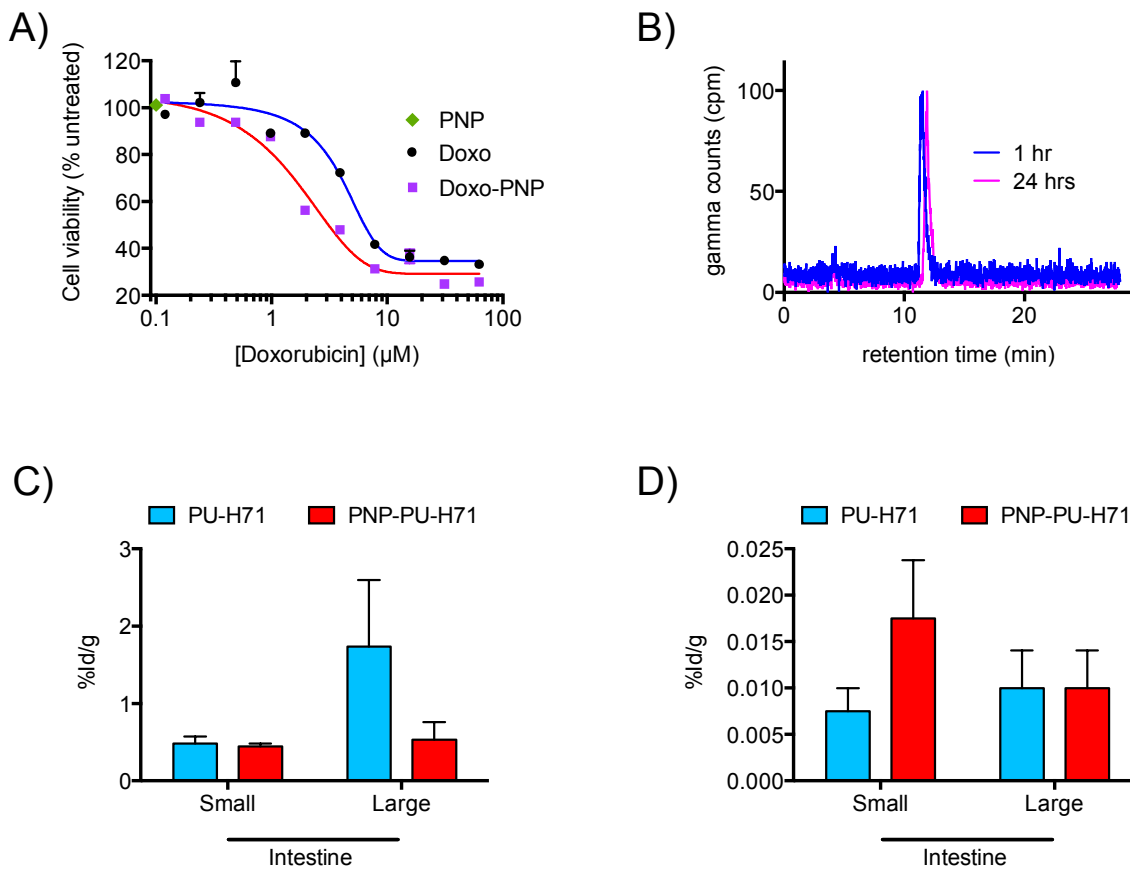 A)
120
100
80
60
40
20
0.1
1
10
100
Cell viability (% untreated)
[Doxorubicin] (µM)
PNP
Doxo
Doxo-PNP
B)
100
50
0
0
10
20
gamma counts (cpm)
retention time (min)
1 hr
24 hrs
C)
PU-H71
PNP-PU-H71
3
2
1
0
%Id/g
Small
Large
Intestine
D)
PU-H71
PNP-PU-H71
0.025
0.020
0.015
0.010
0.005
0.000
%Id/g
Small
Large
Intestine